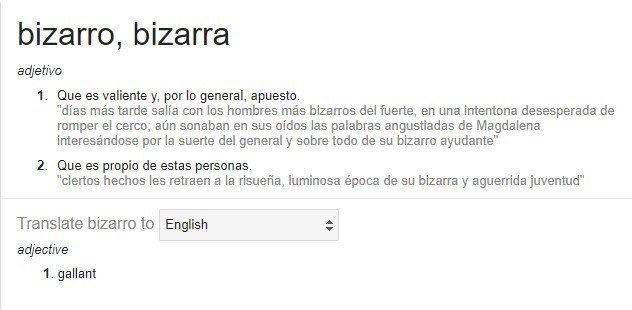 bizarro, bizarra
adjetivo
1. Que es valiente y, por lo general, apuesto.
"días más tarde salía con los hombres más bizarros del fuerte, en una intentona desesperada de
romper el cerco; aún sonaban en sus oídos las palabras angustiadas de Magdalena
interesándose por la suerte del general y sobre todo de su bizarro ayudante"
2. Que es propio de estas personas.
"ciertos hechos les retraen a la risueña, luminosa época de su bizarra y aguerrida juventud"
Translate bizarro to English
adjective
1. gallant